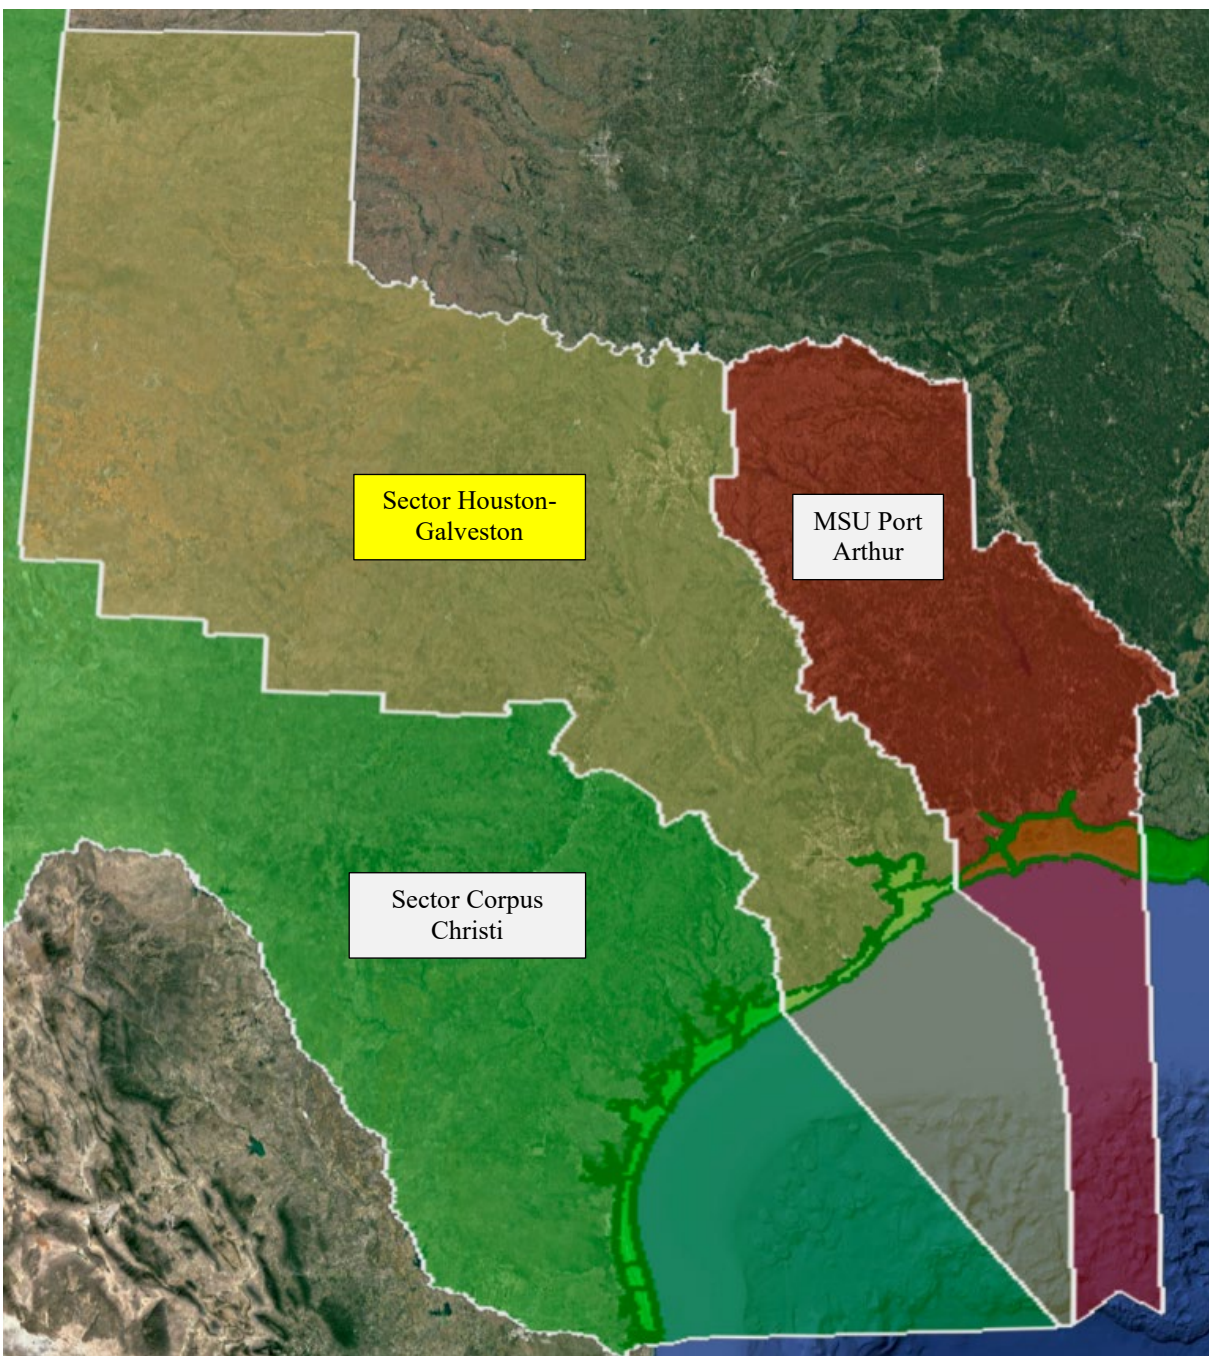 Sector Houston-
Galveston
MSU Port
Arthur
Sector Corpus
Christi